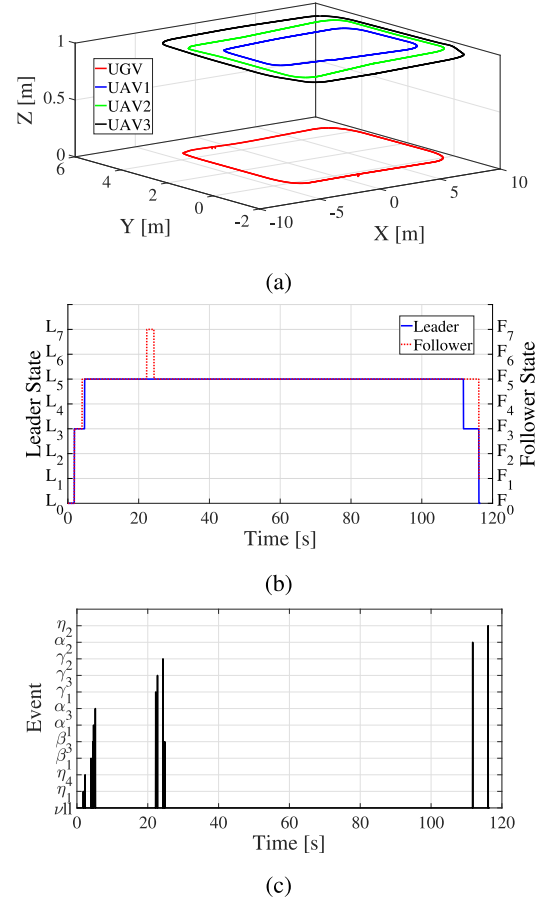 Z [m]
1
0.5
0
UGV
UAV1
UAV2
UAV3
6
4
2
0
-2
Y [m]
-10
-5
0
5
10
X [m]
(a)
Leader State
L₇
L₆
L₅
L₄
L₃
L₂
L₁
L₀
Leader
Follower
F₇
F₆
F₅
F₄
F₃
F₂
F₁
F₀
Follower State
0
20
40
60
80
100
120
Time [s]
(b)
Event
η₂
α₂
γ₂
γ₃
γ₁
α₃
α₁
β₃
β₁
η₄
η₁
νll
0
20
40
60
80
100
120
Time [s]
(c)